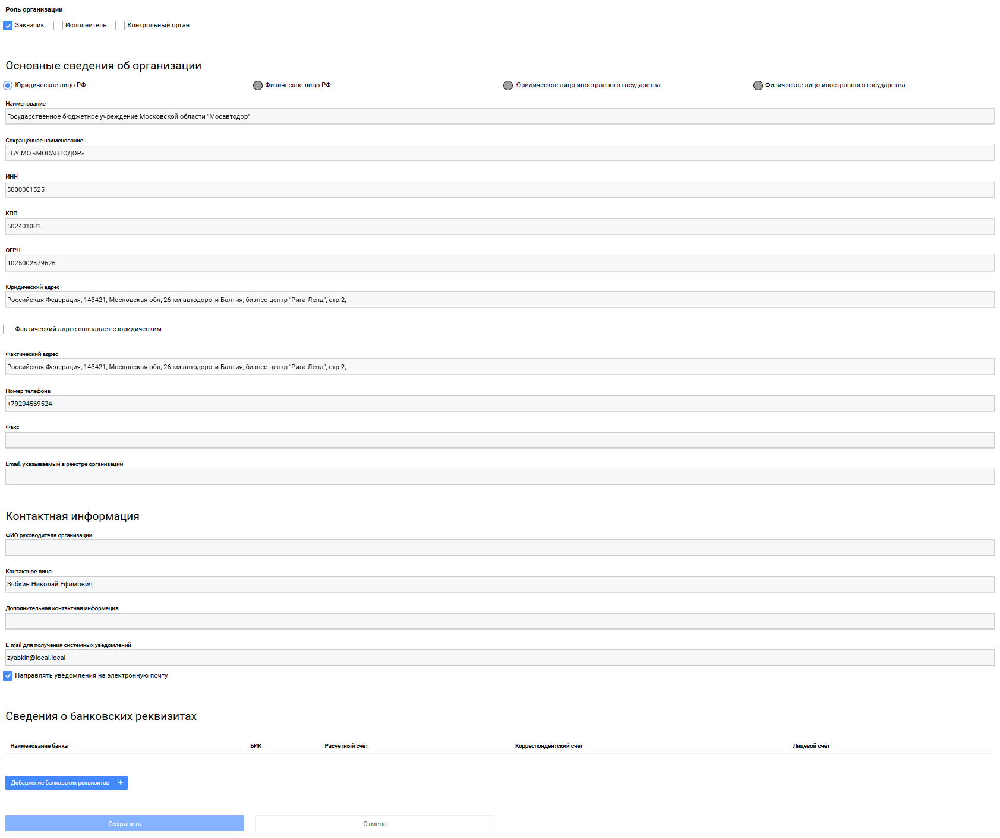 Роль организации
Заказчик Исполнитель Контрольный орган
Основные сведения об организации
Юридическое лицо РФ Физическое лицо РФ Юридическое лицо иностранного государства Физическое лицо иностранного государства
Наименование
Государственное бюджетное учреждение Московской области "Мосавтодор"
Сокращенное наименование
ГБУ МО «МОСАВТОДОР»
ИНН
5000001525
КПП
502401001
ОГРН
1025002879626
Юридический адрес
Российская Федерация, 143421, Московская обл, 26 км автодороги Балтия, бизнес-центр "Рига-Ленд", стр.2, -
Фактический адрес совпадает с юридическим
Фактический адрес
Российская Федерация, 143421, Московская обл, 26 км автодороги Балтия, бизнес-центр "Рига-Ленд", стр.2, -
Номер телефона
+79204569524
Факс
Email, указываемый в реестре организаций
Контактная информация
ФИО руководителя организации
Контактное лицо
Зябкин Николай Ефимович
Дополнительная контактная информация
E-mail для получения системных уведомлений
zyabkin@local.local
Направлять уведомления на электронную почту
Сведения о банковских реквизитах
Наименование банка БИК Расчётный счёт Корреспондентский счёт Лицевой счёт
Добавление банковских реквизитов +
Сохранить Отмена